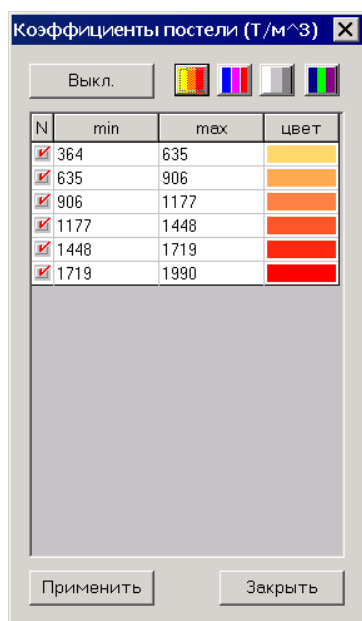 Коэффициенты постели (Т/м^3)
Выкл.
N min max цвет
364 635
635 906
906 1177
1177 1448
1448 1719
1719 1990
Применить Закрыть